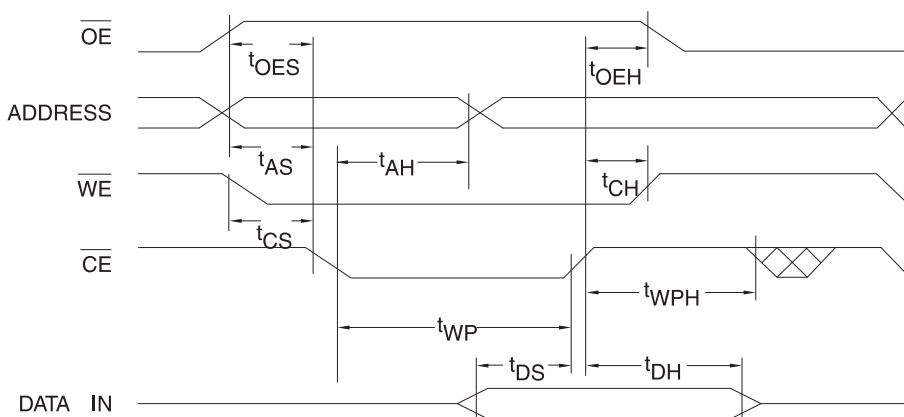 OE
tOES
tOEH
ADDRESS
tAS
tAH
WE
tCH
tCS
CE
tWPH
tWP
tDS
tDH
DATA IN